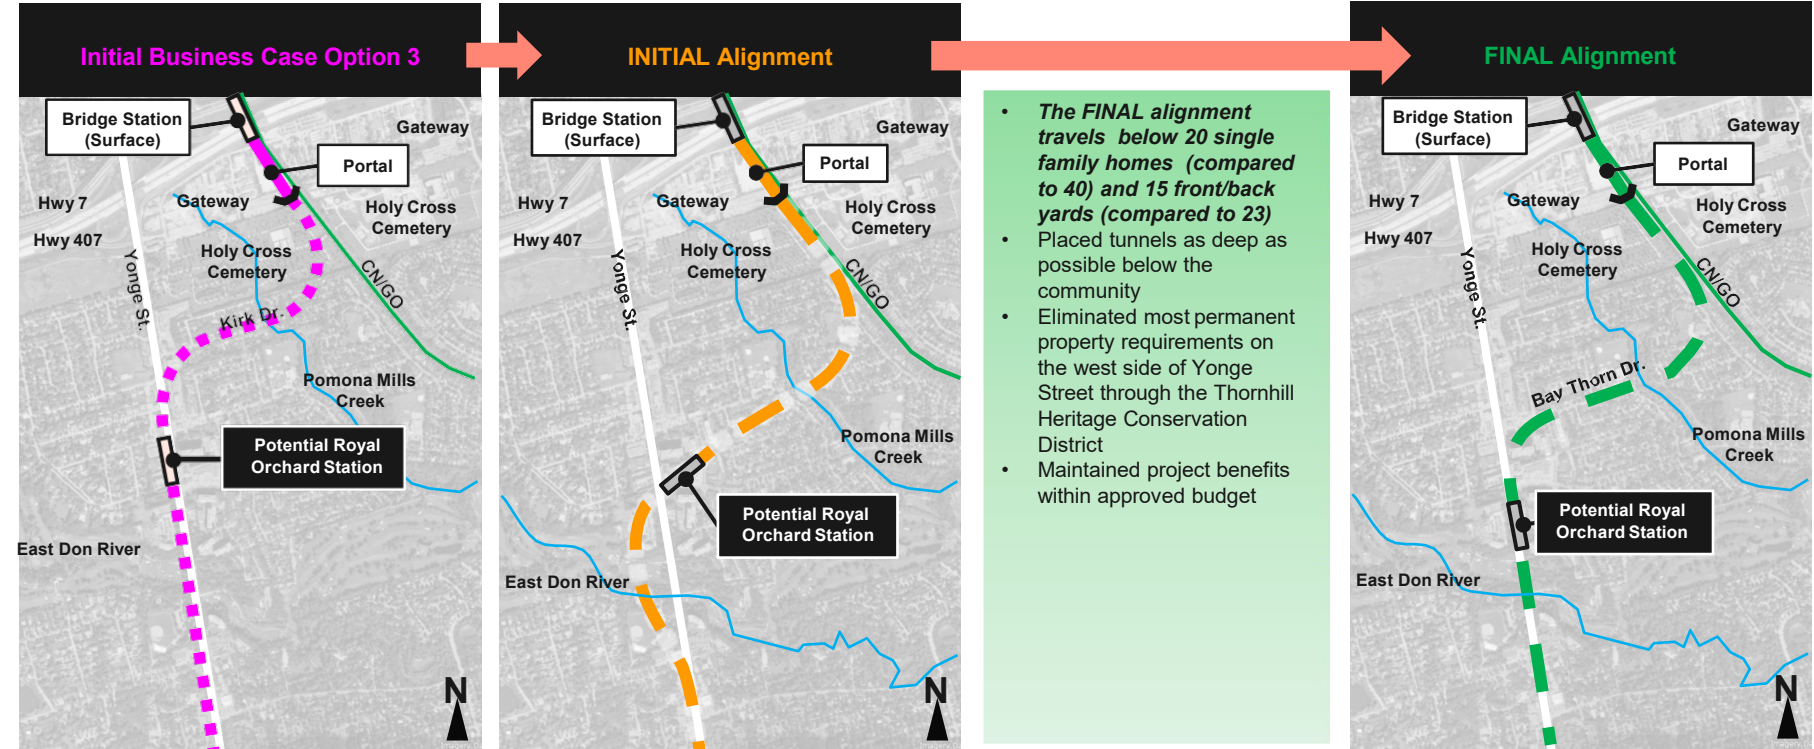 Initial Business Case Option 3
Bridge Station
(Surface)
Gateway
Portal
Hwy 7
Gateway
Holy Cross
Cemetery
Hwy 407
Holy Cross
Cemetery
Yonge St.
CN/GO
Kirk Dr.
Pomona Mills
Creek
Potential Royal
Orchard Station
East Don River
N
INITIAL Alignment
Bridge Station
(Surface)
Gateway
Portal
Hwy 7
Gateway
Holy Cross
Cemetery
Hwy 407
Holy Cross
Cemetery
Yonge St.
CN/GO
Pomona Mills
Creek
Potential Royal
Orchard Station
East Don River
N
• The FINAL alignment
travels below 20 single
family homes (compared
to 40) and 15 front/back
yards (compared to 23)
• Placed tunnels as deep as
possible below the
community
• Eliminated most permanent
property requirements on
the west side of Yonge
Street through the Thornhill
Heritage Conservation
District
• Maintained project benefits
within approved budget
FINAL Alignment
Bridge Station
(Surface)
Gateway
Portal
Hwy 7
Gateway
Holy Cross
Cemetery
Hwy 407
Holy Cross
Cemetery
Yonge St.
CN/GO
Bay Thorn Dr.
Pomona Mills
Creek
Potential Royal
Orchard Station
East Don River
N